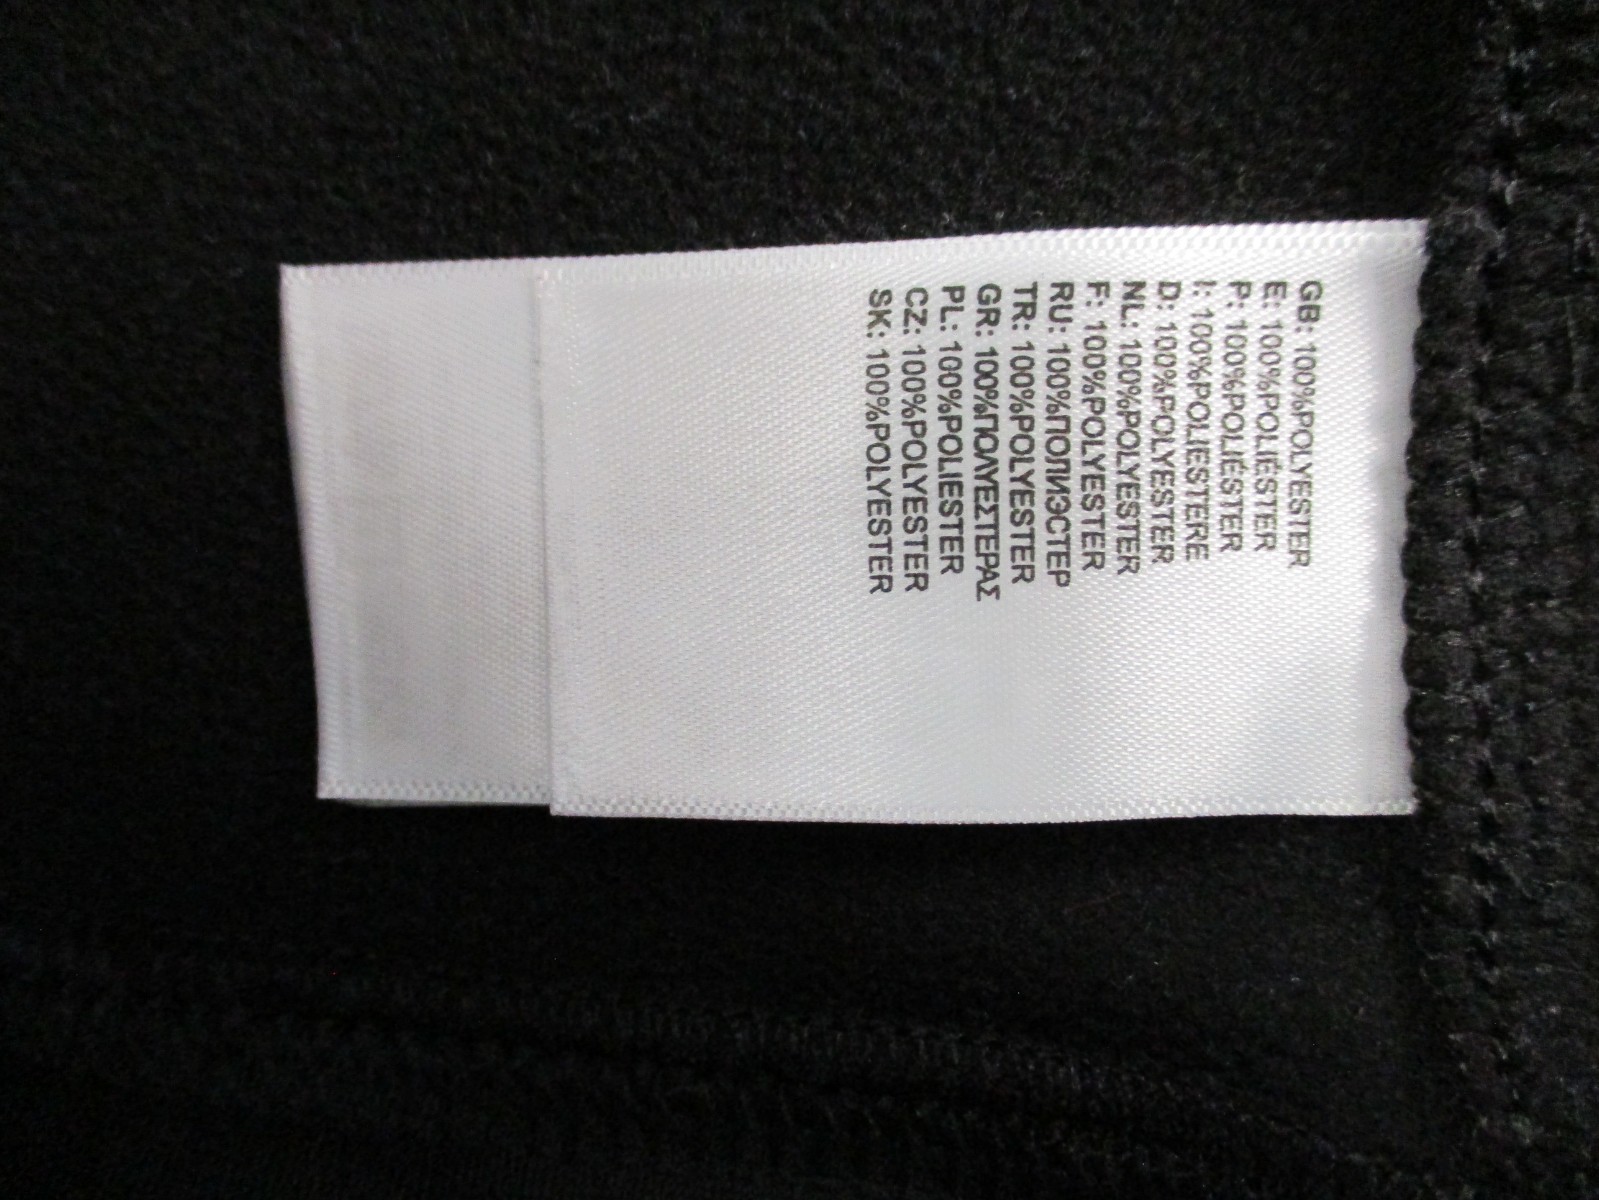 GB: 100%POLYESTER
E: 100%POLIÉSTER
P: 100%POLIÉSTER
I: 100%POLIESTERE
D: 100%POLYESTER
NL: 100%POLYESTER
F: 100%POLYESTER
RU: 100%ПОПИЭСТЕР
TR: 100%POLYESTER
GR: 100%ΠΟΛΥΕΣΤΕΡΑΣ
PL: 100%POLIESTER
CZ: 100%POLYESTER
SK: 100%POLYESTER